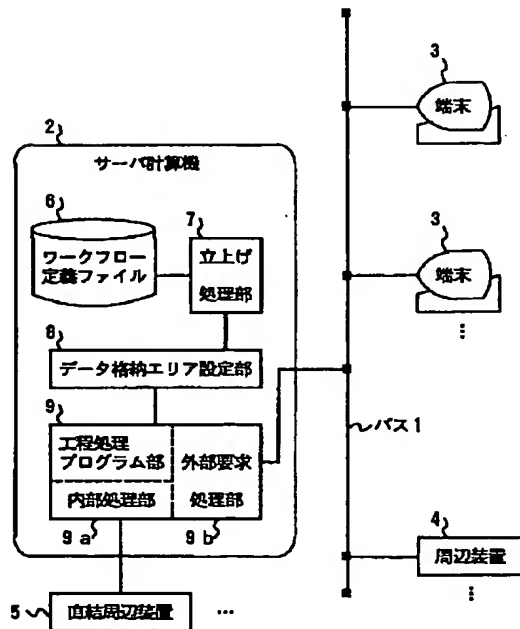 2
サーバ計算機
6
ワークフロー
定義ファイル
7
立上げ
処理部
8
データ格納エリア設定部
9
工程処理
プログラム部
内部処理部
外部要求
処理部
9a
9b
5
直結周辺装置
…
3
端末
3
端末
…
バス1
4
周辺装置
…